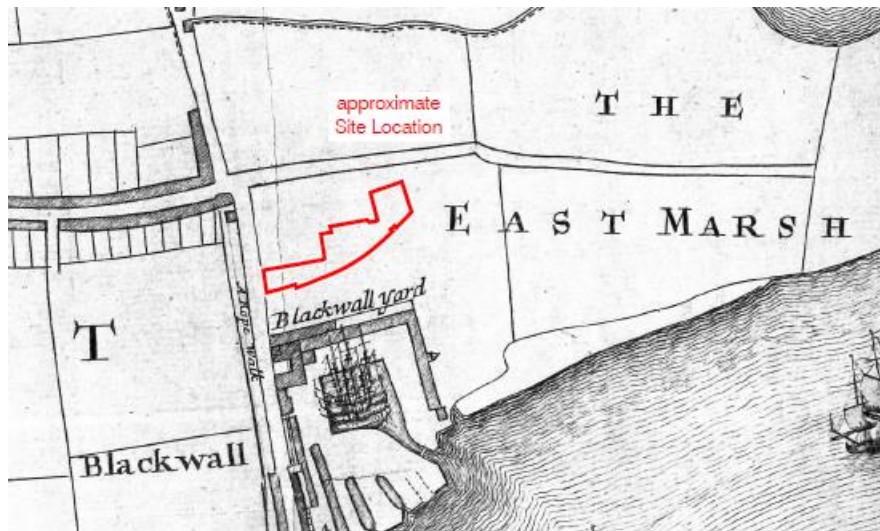 approximate
Site Location
THE
EAST MARSH
Blackwall Yard
A Rope Walk
T
Blackwall